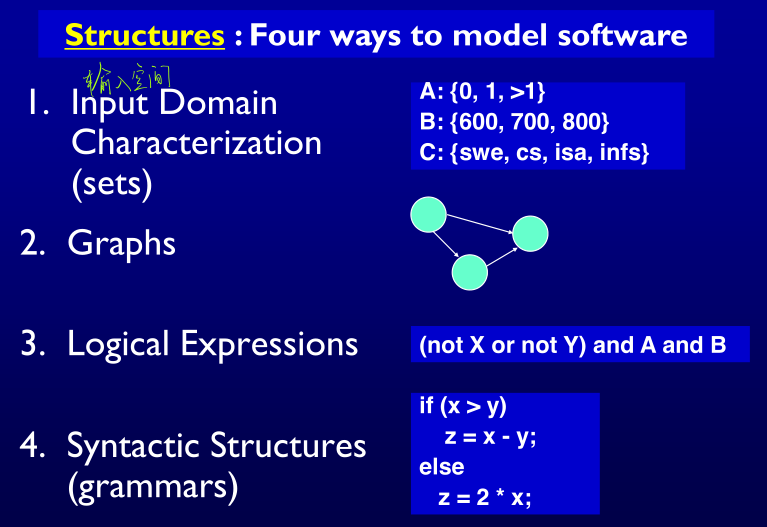 Structures : Four ways to model software
输入空间
1. Input Domain
Characterization
(sets)
A: {0, 1, >1}
B: {600, 700, 800}
C: {swe, cs, isa, infs}
2. Graphs
3. Logical Expressions
(not X or not Y) and A and B
4. Syntactic Structures
(grammars)
if (x > y)
z = x - y;
else
z = 2 * x;